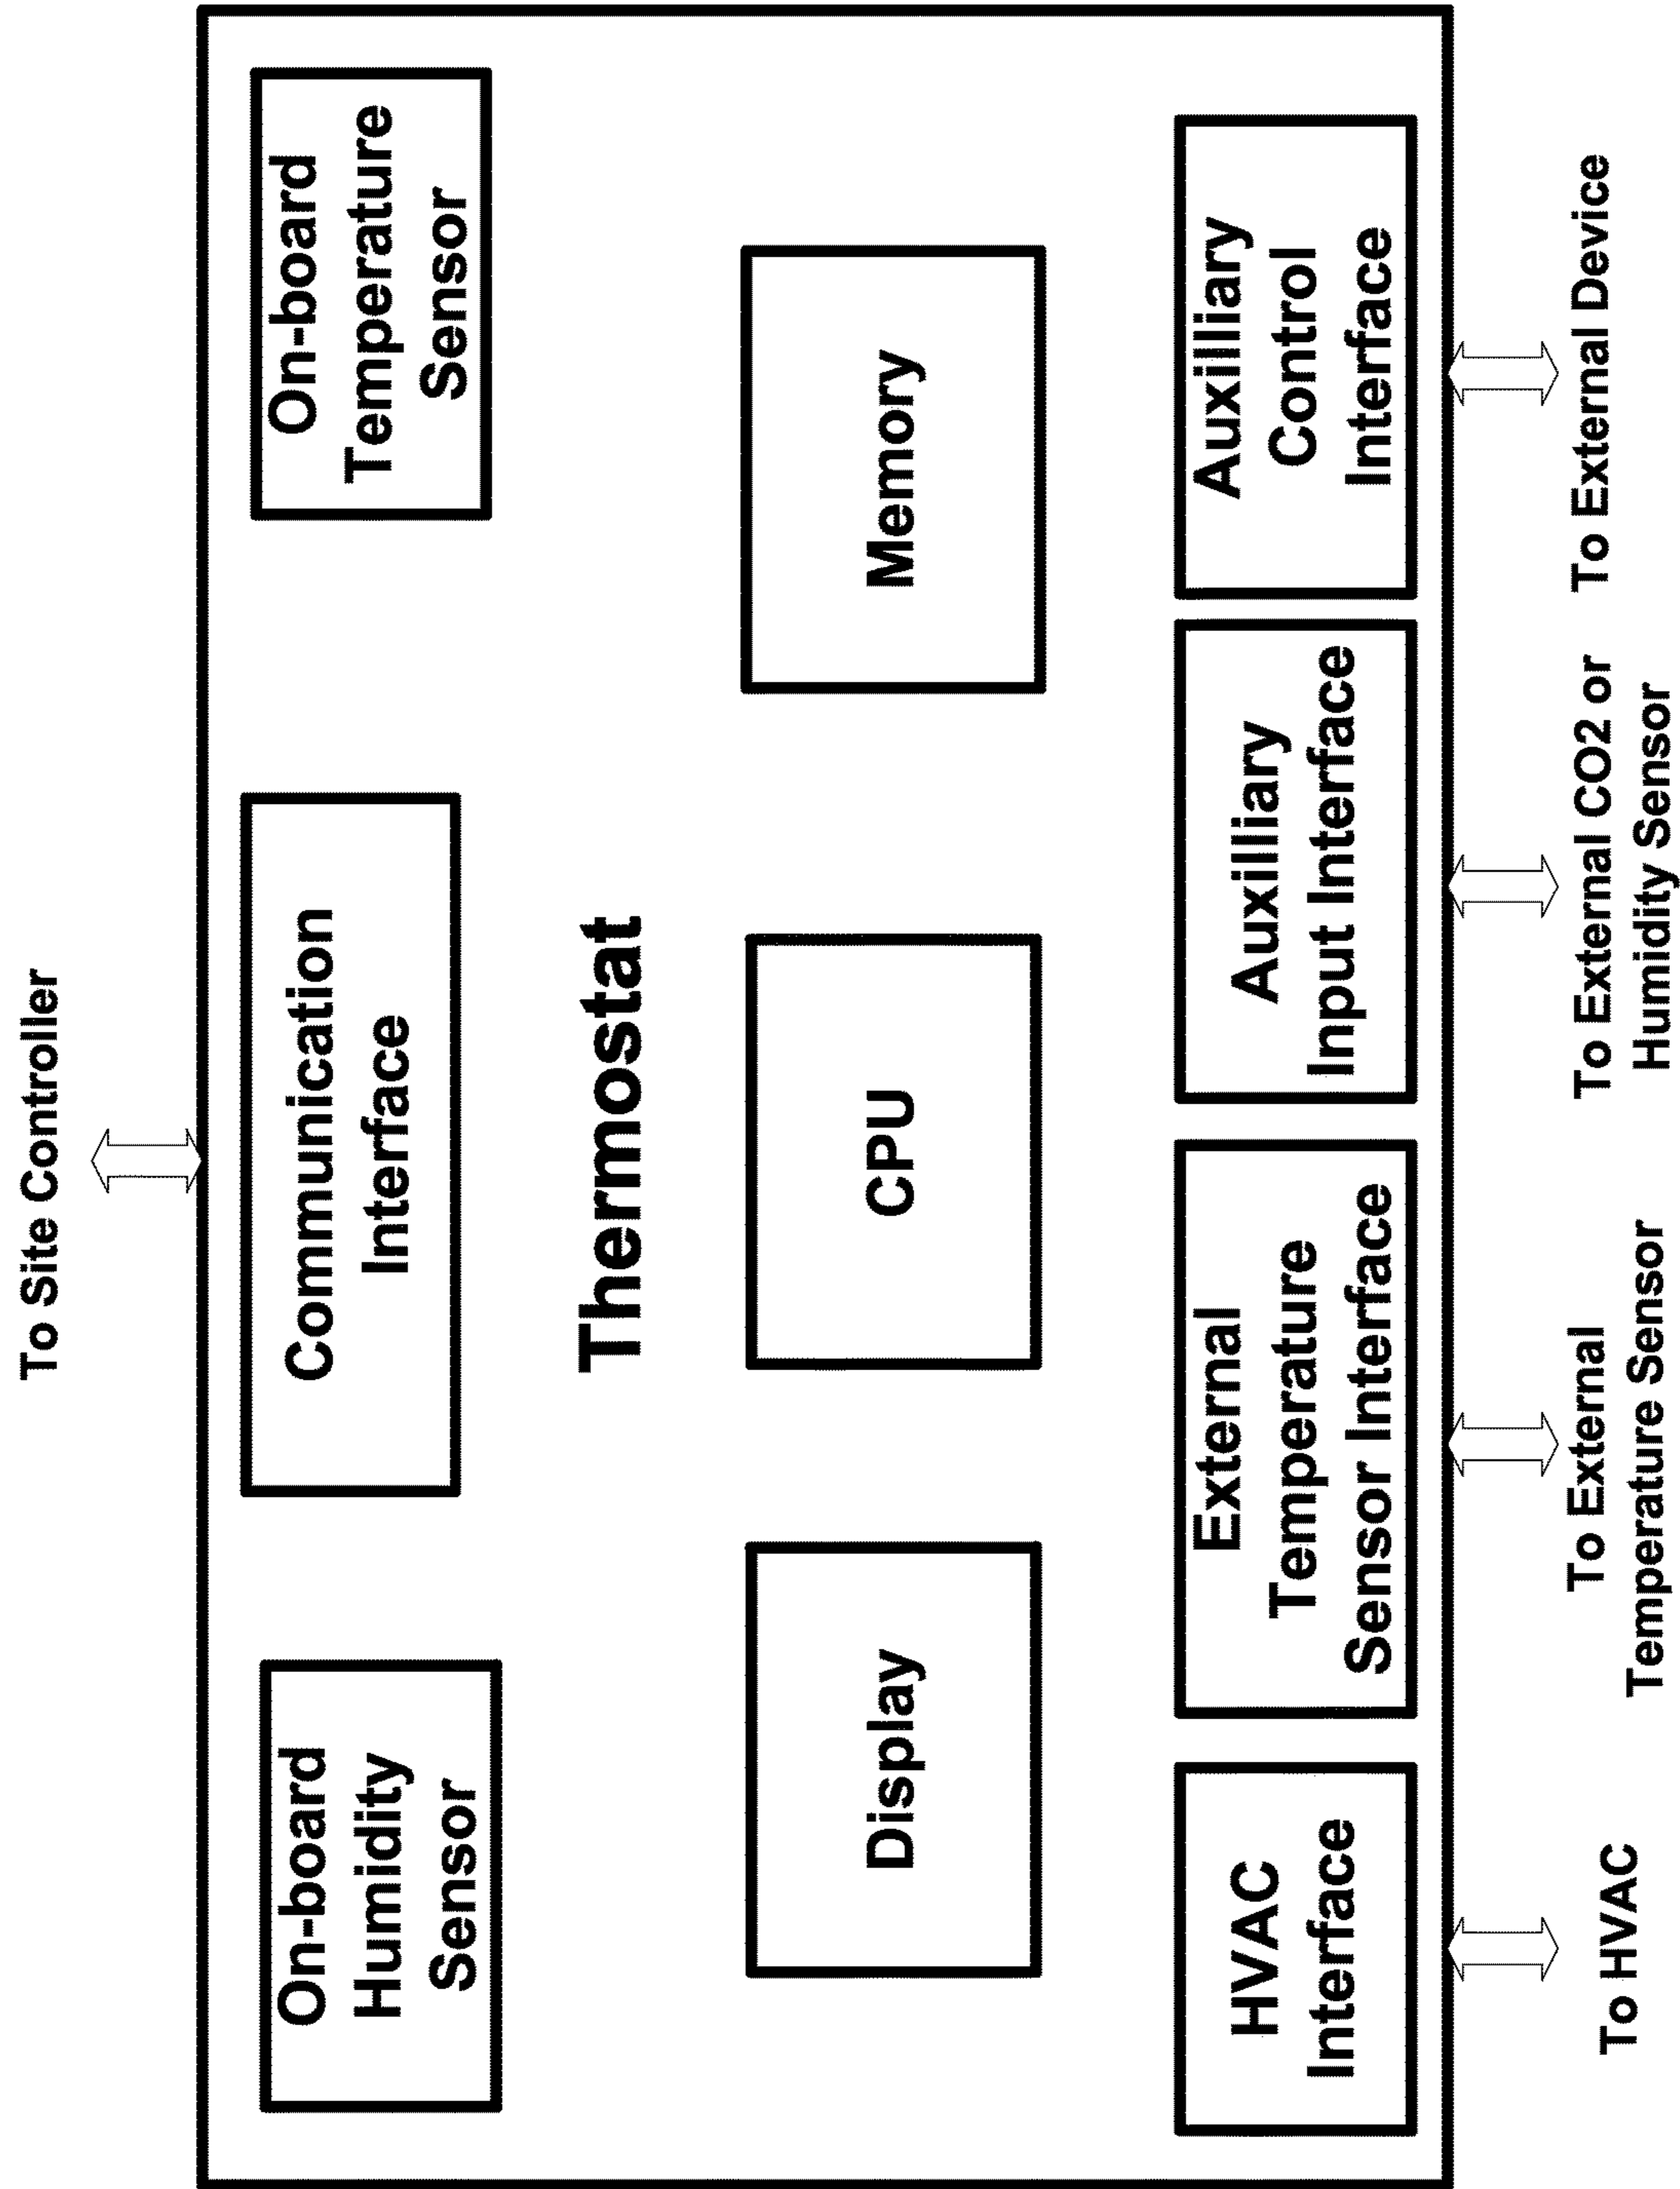 To Site Controller
On-board
Humidity
Sensor
Communication
Interface
On-board
Temperature
Sensor
Thermostat
Display
CPU
Memory
HVAC
Interface
External
Temperature
Sensor Interface
Auxilliary
Input Interface
Auxilliary
Control
Interface
To HVAC
To External
Temperature Sensor
To External CO2 or
Humidity Sensor
To External Device